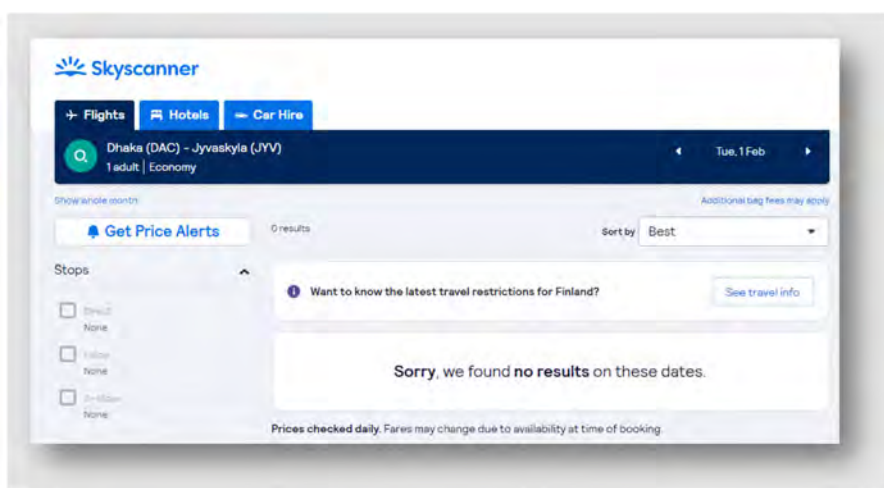 Skyscanner
Flights Hotels Car Hire
Dhaka (DAC) - Jyvaskyla (JYV)
1 adult | Economy
Tue, 1 Feb
Show whole month
Additional bag fees may apply
Get Price Alerts
0 results
Sort by Best
Stops
Want to know the latest travel restrictions for Finland?
See travel info
Direct
None
None
None
Sorry, we found no results on these dates.
Prices checked daily. Fares may change due to availability at time of booking.